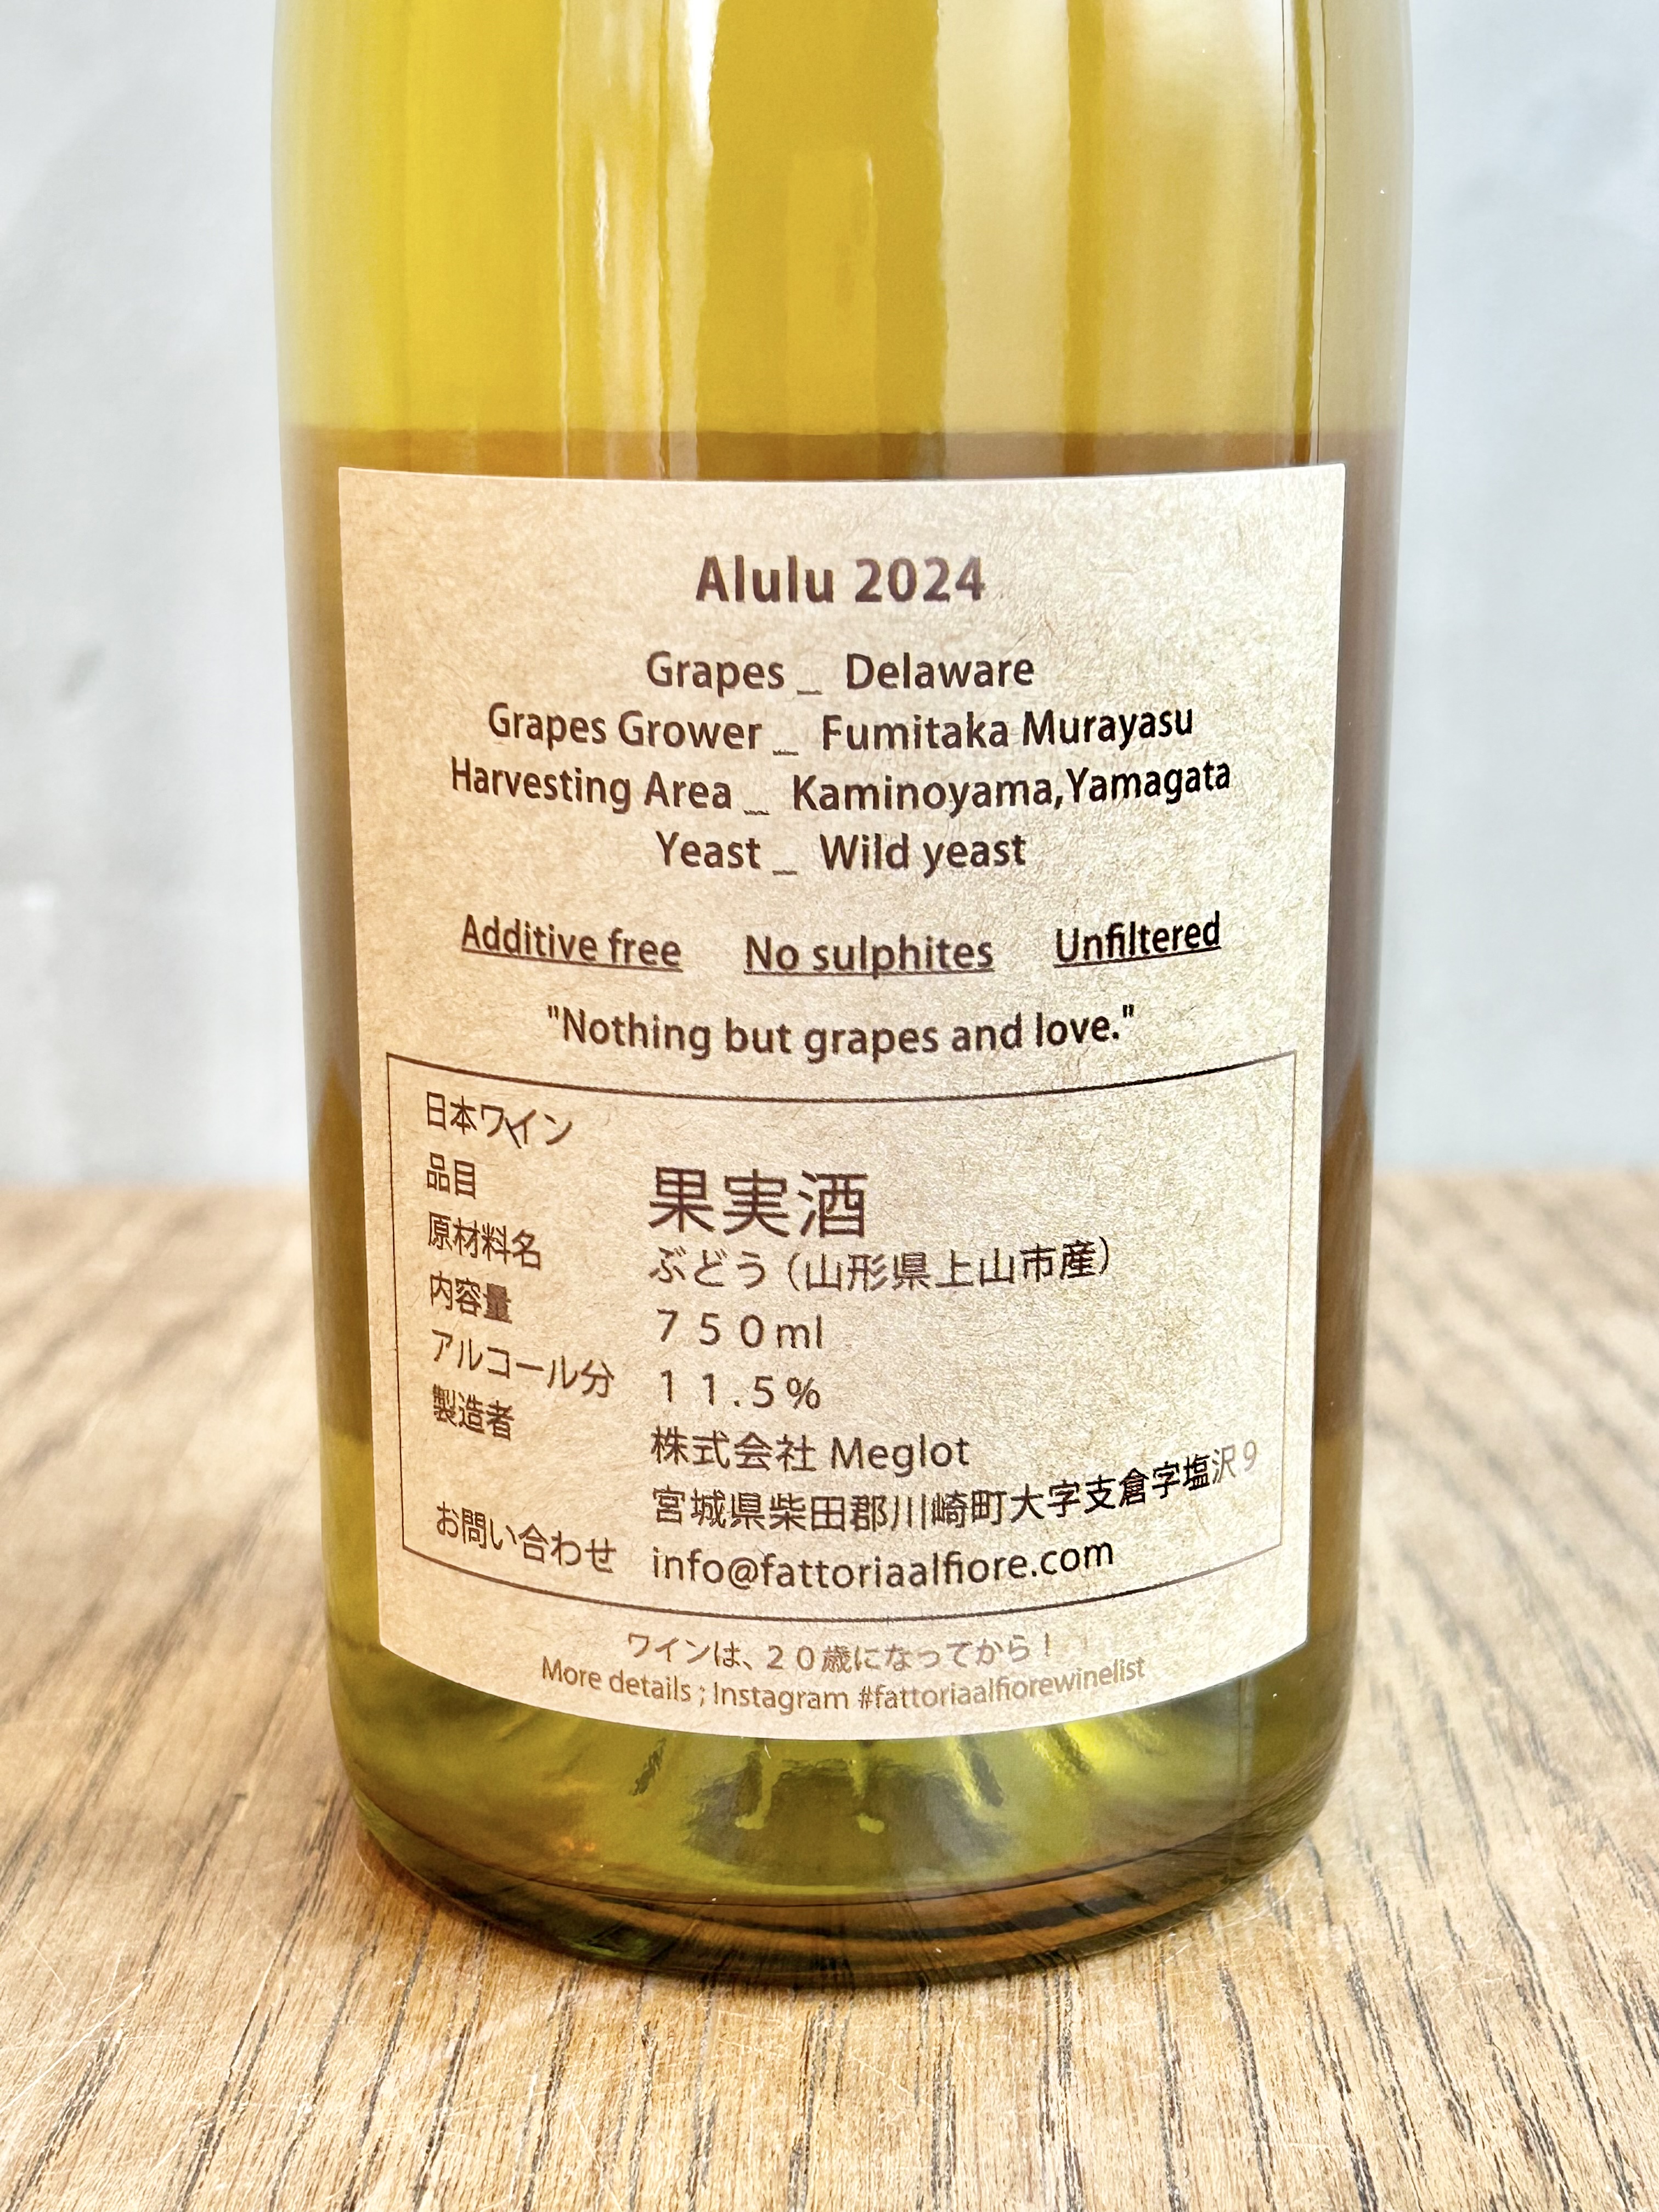 Alulu 2024
Grapes _ Delaware
Grapes Grower _ Fumitaka Murayasu
Harvesting Area _ Kaminoyama,Yamagata
Yeast _ Wild yeast
Additive free No sulphites Unfiltered
"Nothing but grapes and love."
日本ワイン
品目 果実酒
原材料名 ぶどう（山形県上山市産）
内容量 ７５０ml
アルコール分 １１.５%
製造者 株式会社 Meglot
宮城県柴田郡川崎町大字支倉字塩沢９
お問い合わせ info@fattoriaalfiore.com
ワインは、２０歳になってから！
More details ; Instagram #fattoriaalfiorewinelist